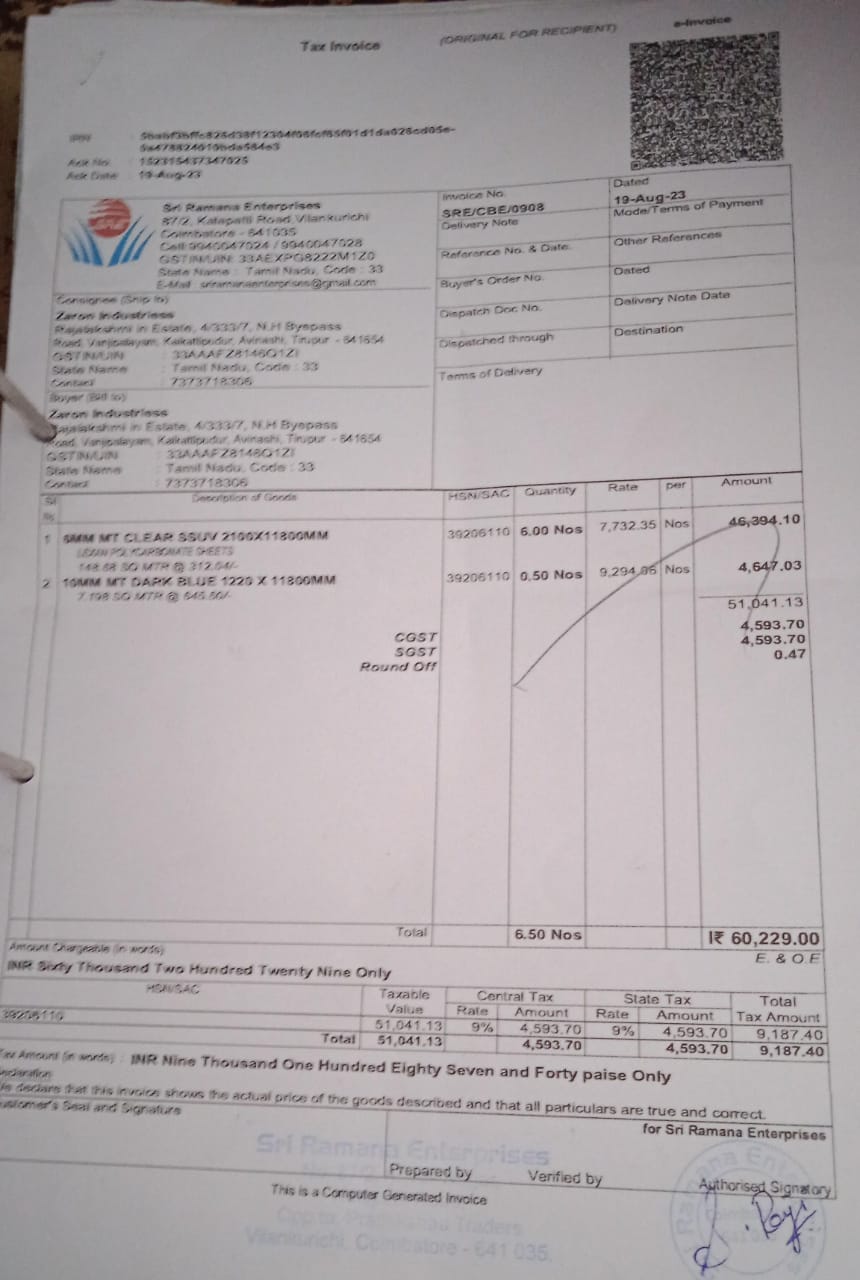 Tax Invoice
(ORIGINAL FOR RECIPIENT)
e-Invoice
IRN
Ack No. : 152315437347025
Ack Date : 19-Aug-23
Sri Ramana Enterprises
87/2, Kalapatti Road Vilankurichi
Coimbatore - 641035
Cell 9940047024 / 9940047028
GSTIN/UIN: 33AEXPG8222M1Z0
State Name : Tamil Nadu, Code : 33
E-Mail : sriramanaenterprises@gmail.com
Invoice No.
SRE/CBE/0908
Dated
19-Aug-23
Delivery Note
Mode/Terms of Payment
Reference No. & Date.
Other References
Buyer's Order No.
Dated
Dispatch Doc No.
Delivery Note Date
Dispatched through
Destination
Terms of Delivery
Consignee (Ship to)
Zaron Industriess
Rajalakshmi in Estate, 4/333/7, N.H Byepass
Road, Vanjipalayam, Kaikattipudur, Avinashi, Tirupur - 641654
GSTIN/UIN : 33AAAFZ8148Q1ZI
State Name : Tamil Nadu, Code : 33
Contact : 7373718306
Buyer (Bill to)
Zaron Industriess
Rajalakshmi in Estate, 4/333/7, N.H Byepass
Road, Vanjipalayam, Kaikattipudur, Avinashi, Tirupur - 641654
GSTIN/UIN : 33AAAFZ8148Q1ZI
State Name : Tamil Nadu, Code : 33
Contact : 7373718306
Sl No. Description of Goods HSN/SAC Quantity Rate per Amount
1 6MM MT CLEAR SSUV 2100X11800MM 39206110 6.00 Nos 7,732.35 Nos 46,394.10
LEXAN POLYCARBONATE SHEETS
148.68 SQ MTR @ 312.04/-
2 10MM MT DARK BLUE 1220 X 11800MM 39206110 0.50 Nos 9,294.06 Nos 4,647.03
7.198 SQ MTR @ 645.60/-
51,041.13
CGST 4,593.70
SGST 4,593.70
Round Off 0.47
Total 6.50 Nos I₹ 60,229.00
Amount Chargeable (in words)
E. & O.E
INR Sixty Thousand Two Hundred Twenty Nine Only
HSN/SAC Taxable Value Central Tax Rate Amount State Tax Rate Amount Total Tax Amount
39206110 51,041.13 9% 4,593.70 9% 4,593.70 9,187.40
Total 51,041.13 4,593.70 4,593.70 9,187.40
Tax Amount (in words) : INR Nine Thousand One Hundred Eighty Seven and Forty paise Only
Declaration
We declare that this invoice shows the actual price of the goods described and that all particulars are true and correct.
Customer's Seal and Signature
for Sri Ramana Enterprises
Prepared by Verified by Authorised Signatory
This is a Computer Generated Invoice
Sri Ramana Enterprises
Traders
Vilankurichi, Coimbatore - 641 035.